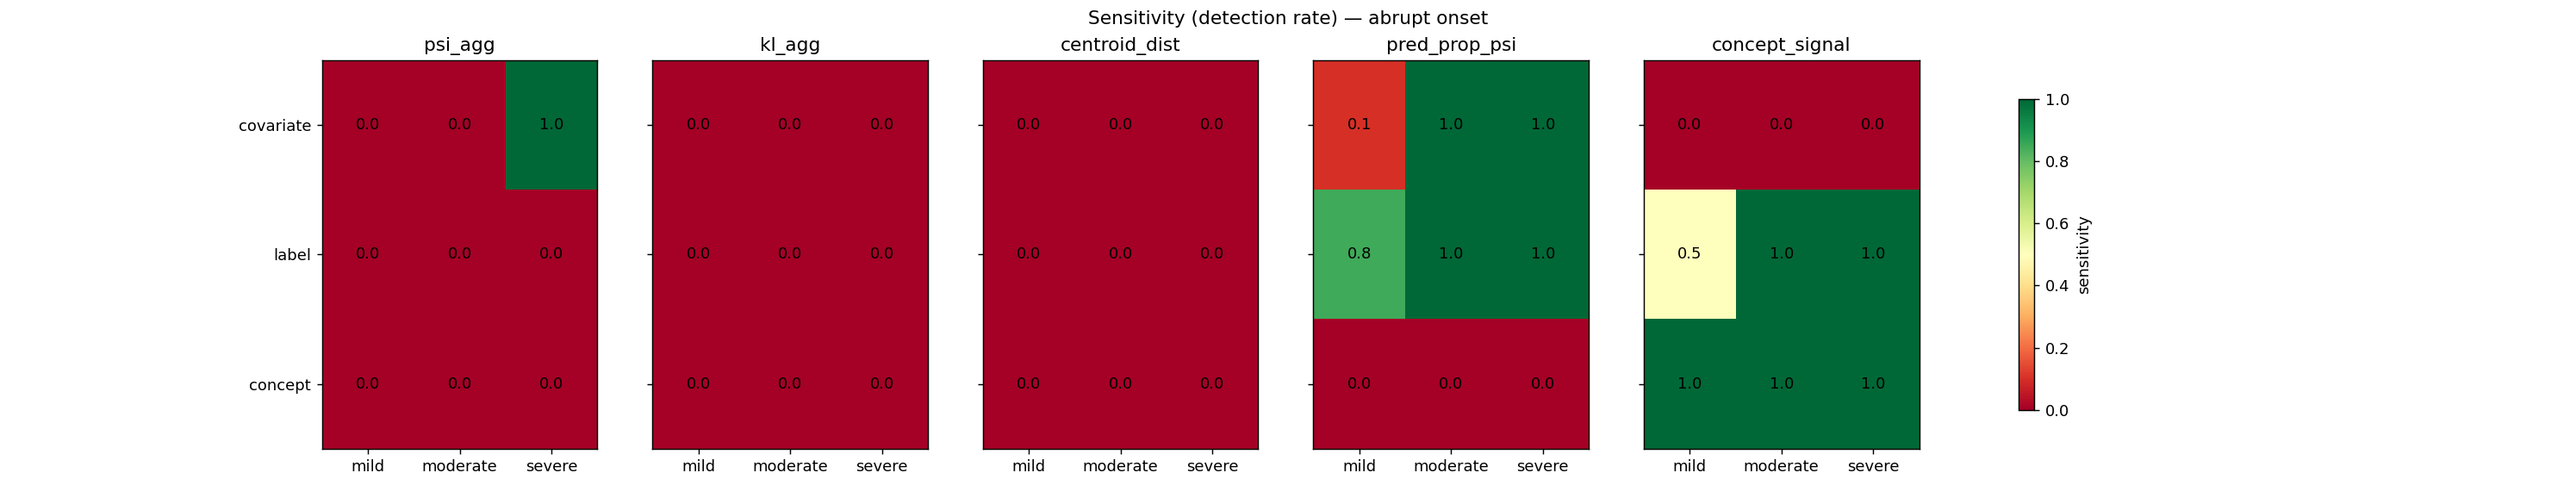 Sensitivity (detection rate) — abrupt onset
psi_agg kl_agg centroid_dist pred_prop_psi concept_signal
covariate 0.0 0.0 1.0 0.0 0.0 0.0 0.0 0.0 0.0 0.1 1.0 1.0 0.0 0.0 0.0
label 0.0 0.0 0.0 0.0 0.0 0.0 0.0 0.0 0.0 0.8 1.0 1.0 0.5 1.0 1.0
concept 0.0 0.0 0.0 0.0 0.0 0.0 0.0 0.0 0.0 0.0 0.0 0.0 1.0 1.0 1.0
mild moderate severe mild moderate severe mild moderate severe mild moderate severe mild moderate severe
1.0
0.8
0.6
0.4
0.2
0.0
sensitivity